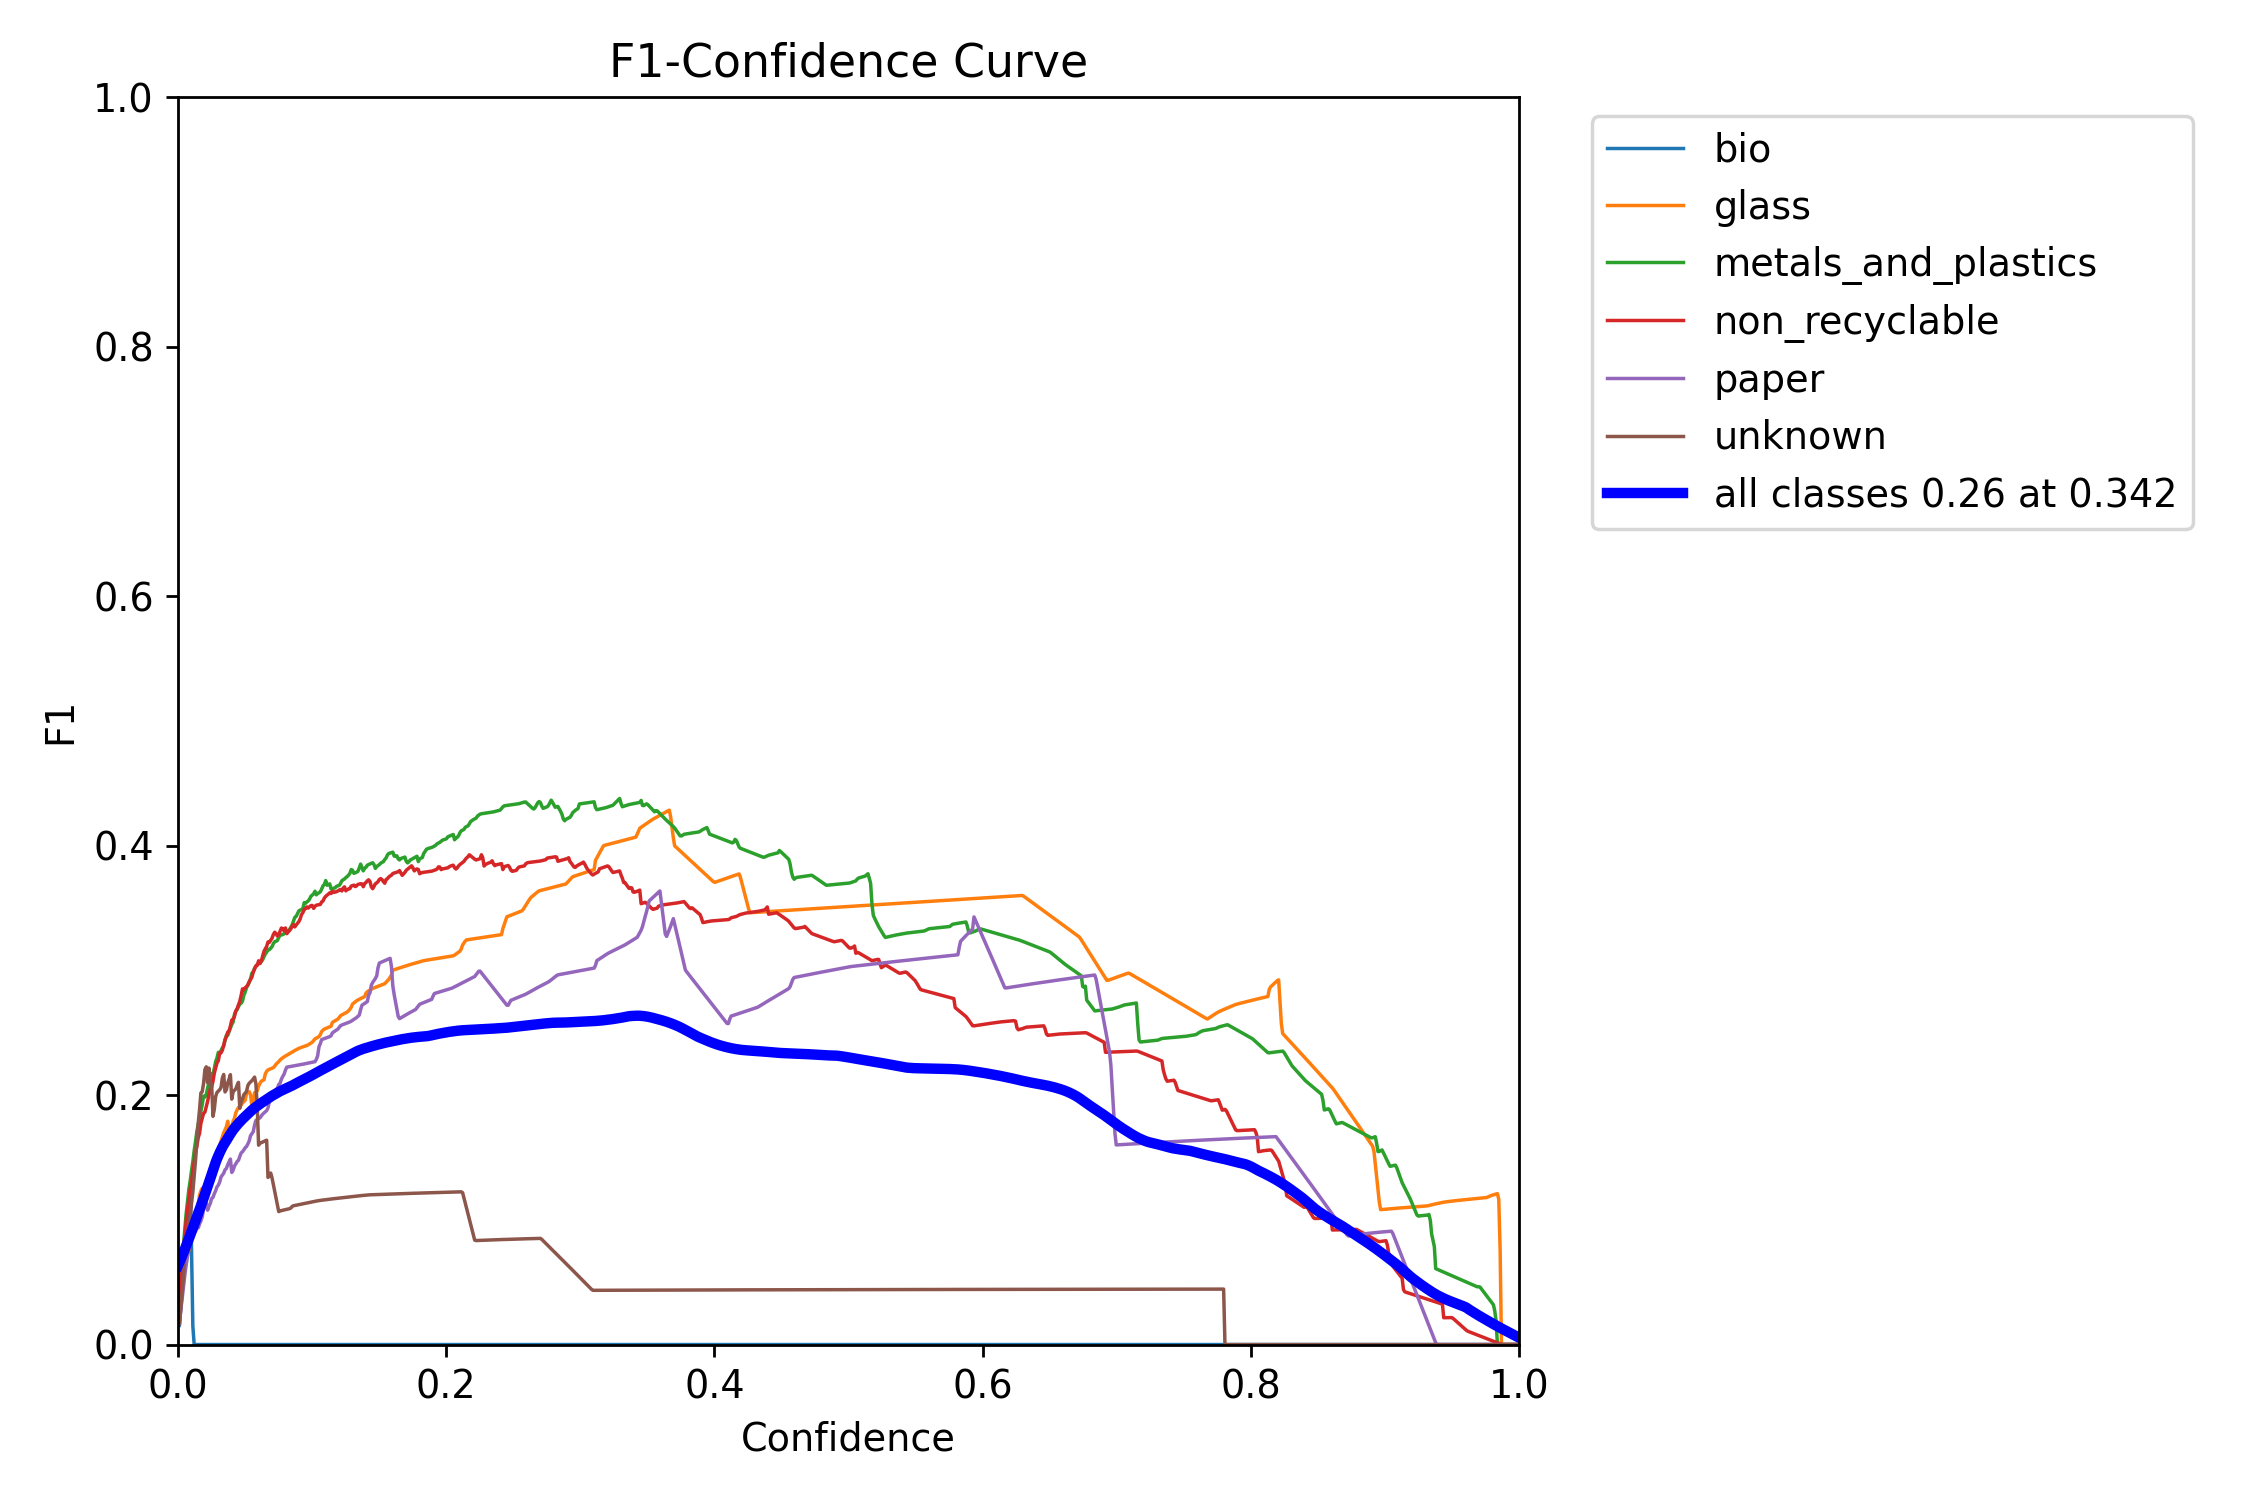 F1-Confidence Curve
1.0
0.8
0.6
0.4
0.2
0.0
F1
0.0 0.2 0.4 0.6 0.8 1.0
Confidence
bio
glass
metals_and_plastics
non_recyclable
paper
unknown
all classes 0.26 at 0.342